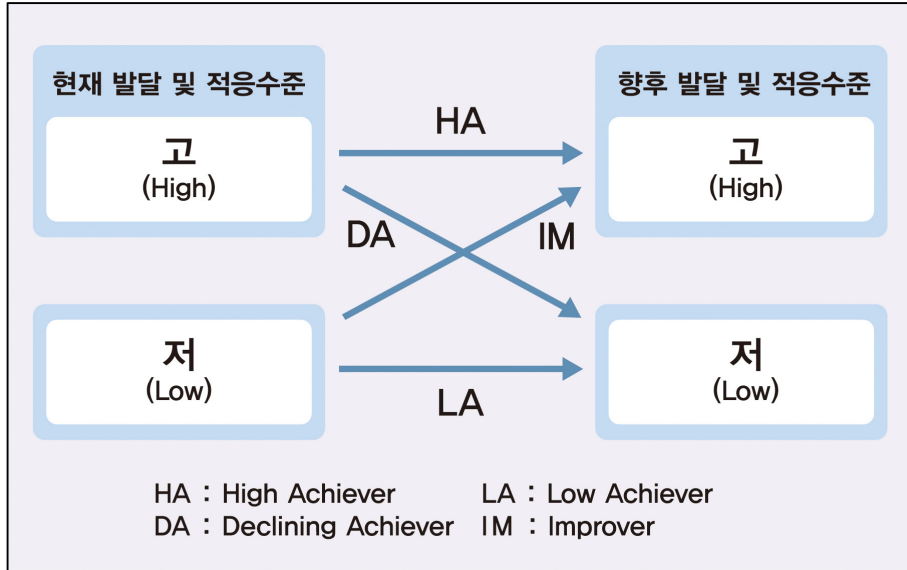 현재 발달 및 적응수준
향후 발달 및 적응수준
고
(High)
HA
고
(High)
DA
IM
저
(Low)
LA
저
(Low)
HA : High Achiever
LA : Low Achiever
DA : Declining Achiever
IM : Improver